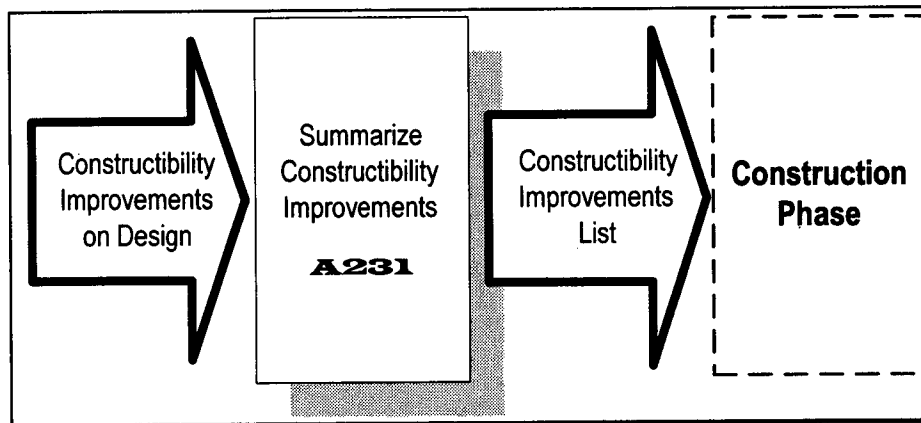 Constructibility
Improvements
on Design
Summarize
Constructibility
Improvements
A231
Constructibility
Improvements
List
Construction
Phase